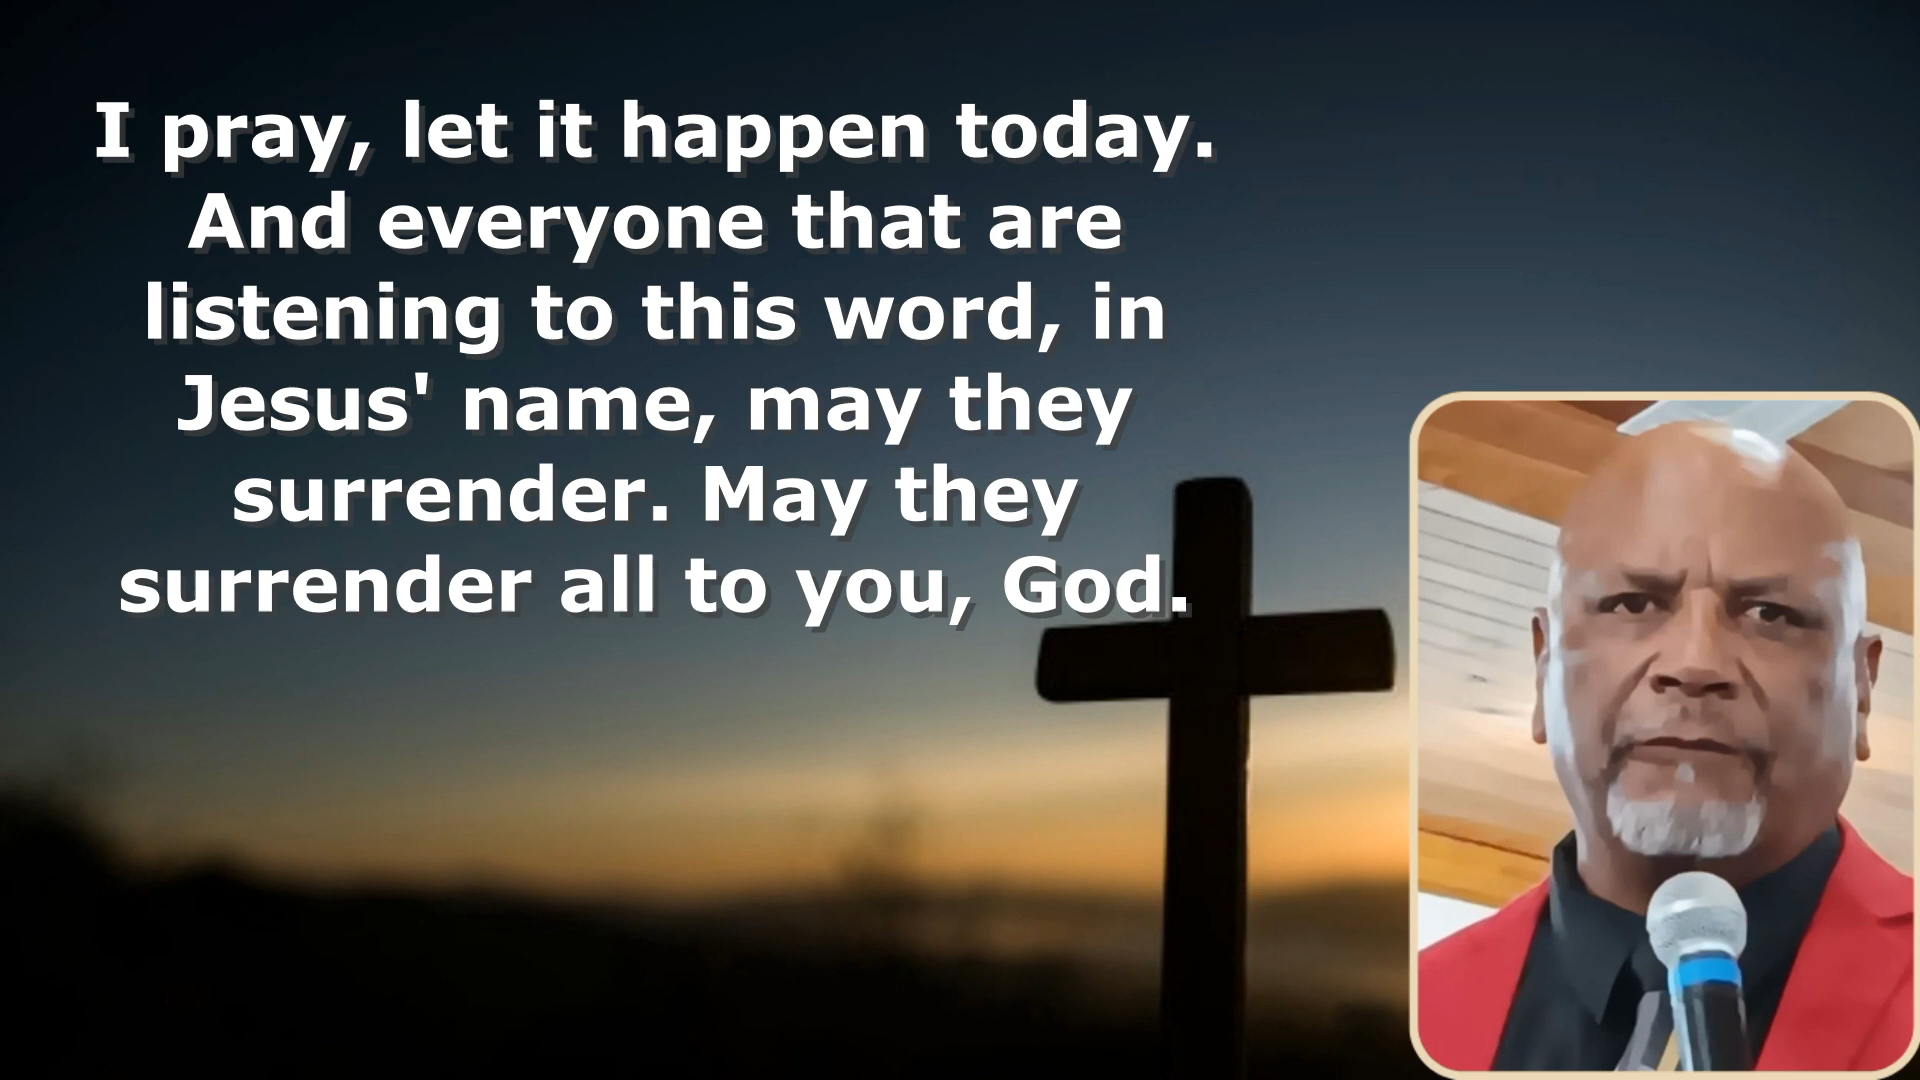 I pray, let it happen today.
And everyone that are
listening to this word, in
Jesus' name, may they
surrender. May they
surrender all to you, God.